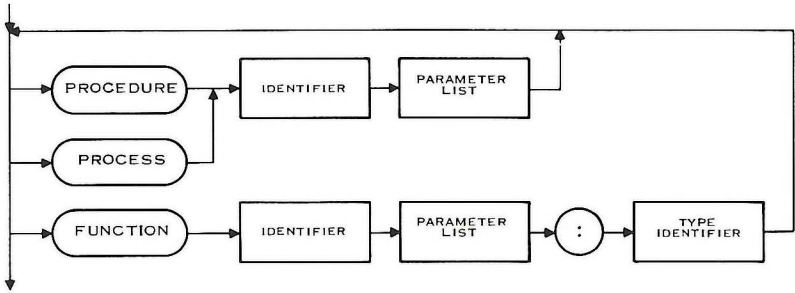 PROCEDURE
IDENTIFIER
PARAMETER
LIST
PROCESS
FUNCTION
IDENTIFIER
PARAMETER
LIST
:
TYPE
IDENTIFIER